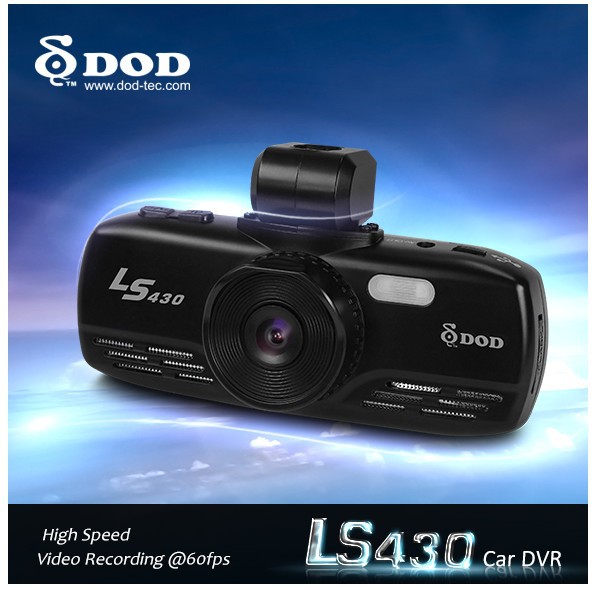 DOD
TM
www.dod-tec.com
LS430
DOD
High Speed
Video Recording @60fps
LS430 Car DVR